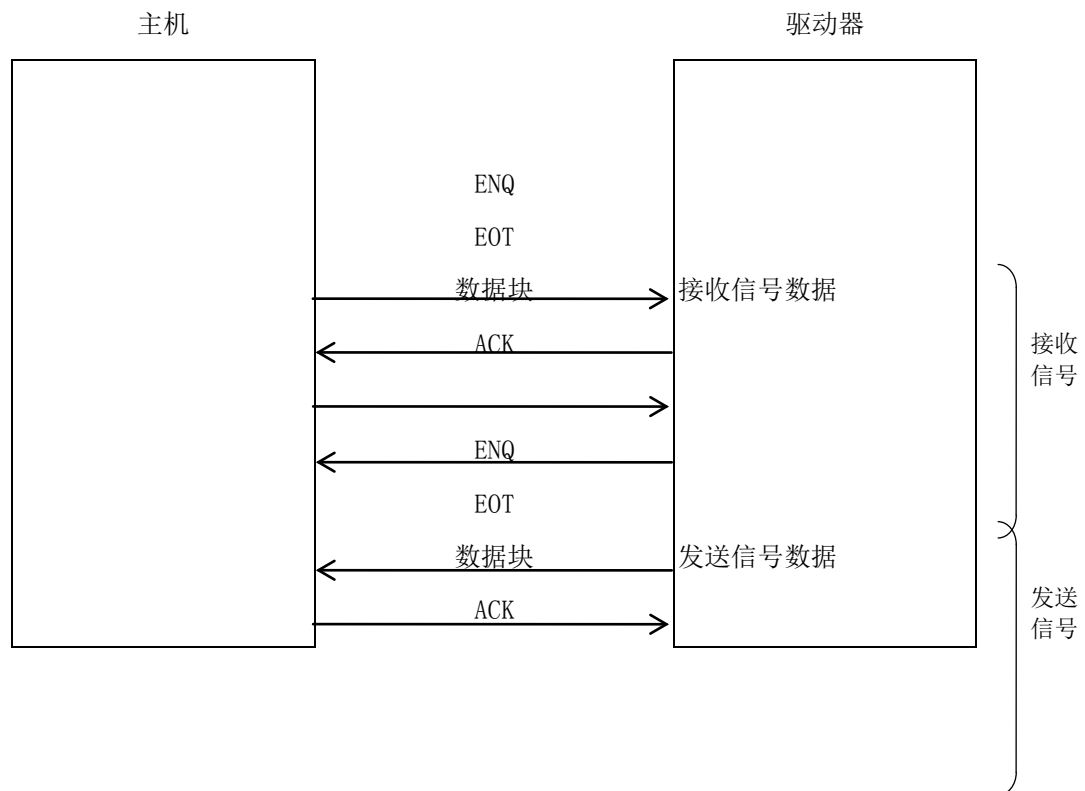 主机
驱动器
ENQ
EOT
数据块
接收信号数据
ACK
接收
信号
ENQ
EOT
数据块
发送信号数据
ACK
发送
信号